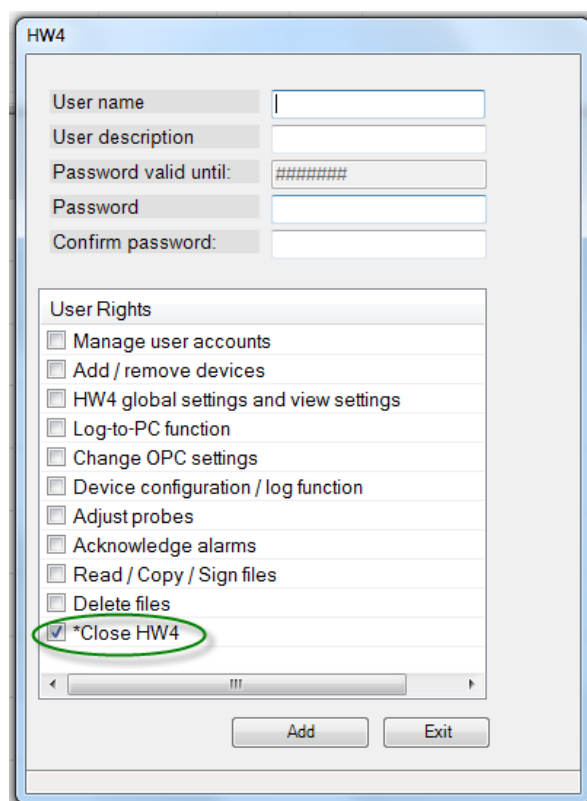 HW4
User name
User description
Password valid until:
#######
Password
Confirm password:
User Rights
Manage user accounts
Add / remove devices
HW4 global settings and view settings
Log-to-PC function
Change OPC settings
Device configuration / log function
Adjust probes
Acknowledge alarms
Read / Copy / Sign files
Delete files
*Close HW4
Add
Exit